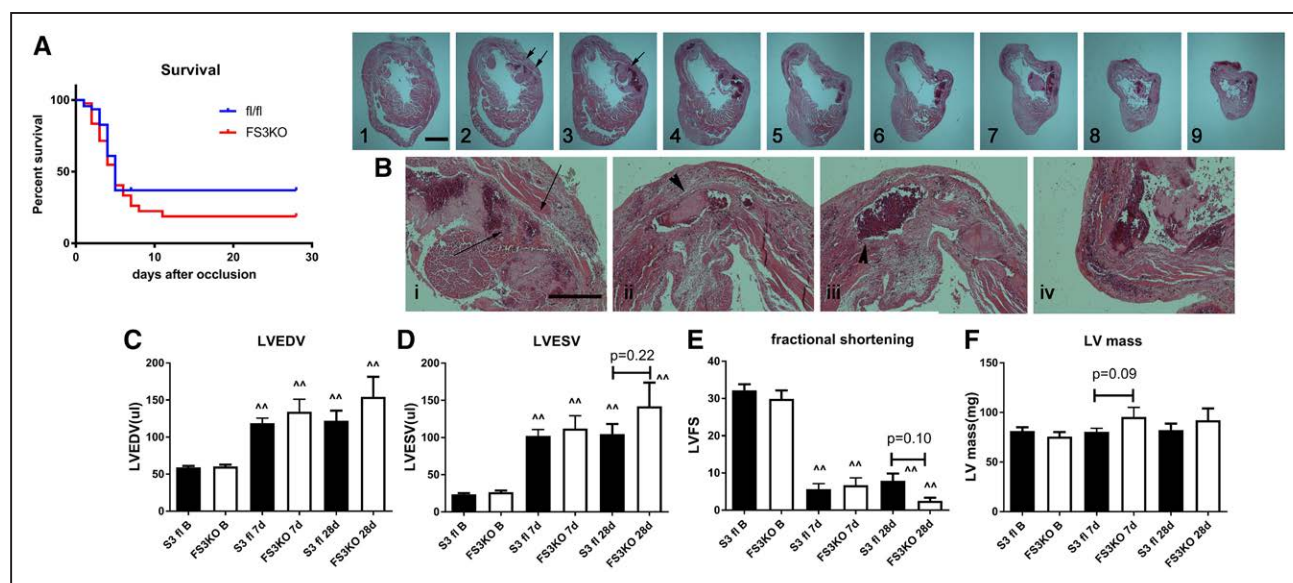 A
Survival
fl/fl
FS3KO
Percent survival
100
50
0
0
10
20
30
days after occlusion
1
2
3
4
5
6
7
8
9
B
i
ii
iii
iv
C
LVEDV
LVEDV(ul)
200
150
100
50
0
^^
^^
^^
^^
S3 fl B
FS3KO B
S3 fl 7d
FS3KO 7d
S3 fl 28d
FS3KO 28d
D
LVESV
LVESV(ul)
200
150
100
50
0
p=0.22
^^
^^
^^
^^
S3 fl B
FS3KO B
S3 fl 7d
FS3KO 7d
S3 fl 28d
FS3KO 28d
E
fractional shortening
LVFS
40
30
20
10
0
p=0.10
^^
^^
^^
^^
S3 fl B
FS3KO B
S3 fl 7d
FS3KO 7d
S3 fl 28d
FS3KO 28d
F
LV mass
LV mass(mg)
150
100
50
0
p=0.09
S3 fl B
FS3KO B
S3 fl 7d
FS3KO 7d
S3 fl 28d
FS3KO 28d